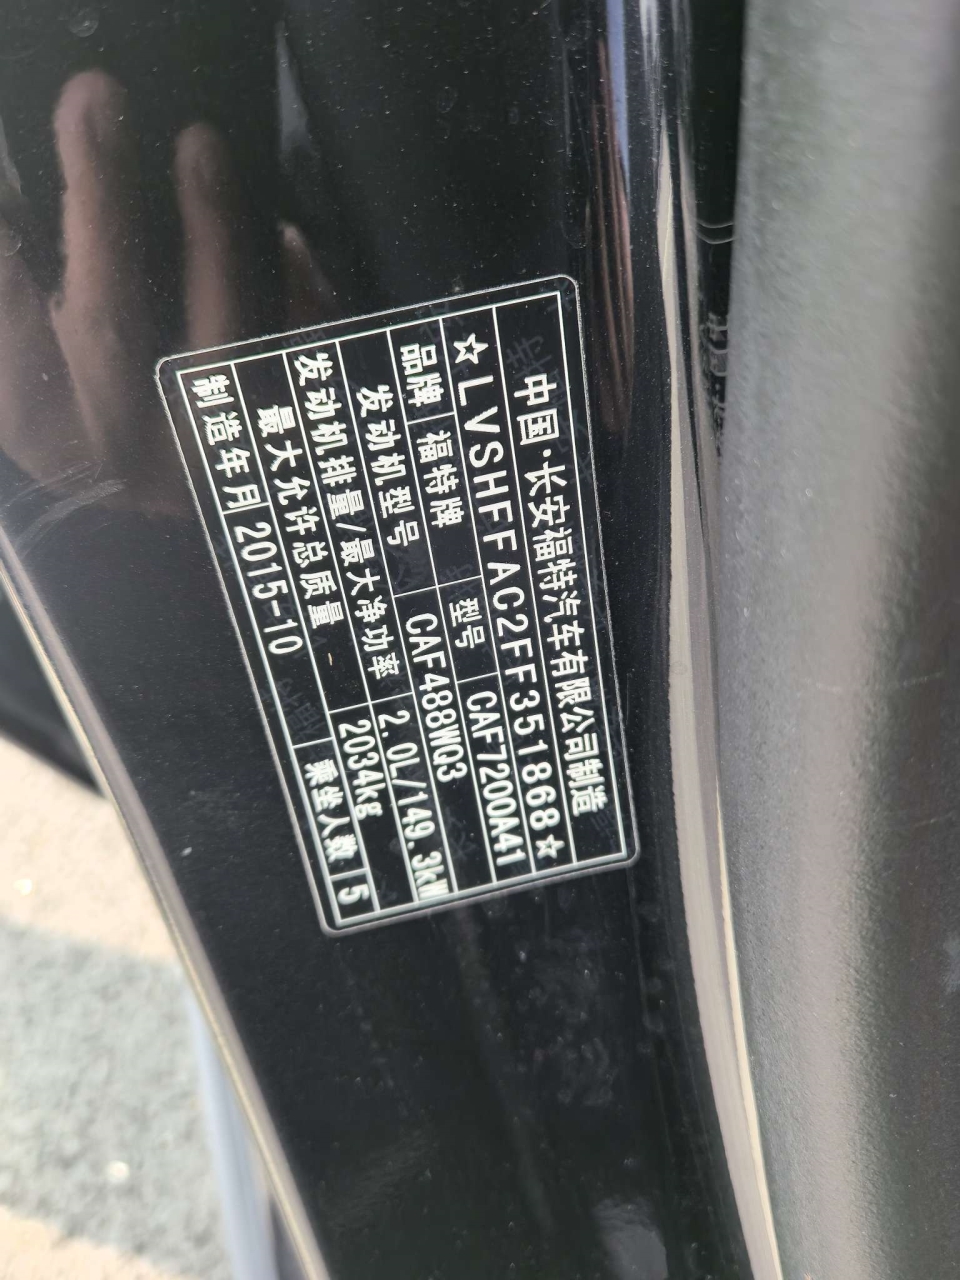 中国·长安福特汽车有限公司制造
☆LVSHFFAC2FF351868☆
品牌 福特牌 型号 CAF7200A41
发动机型号 CAF488WQ3
发动机排量/最大净功率 2.0L/149.3kW
最大允许总质量 2034kg
制造年月 2015-10 乘坐人数 5